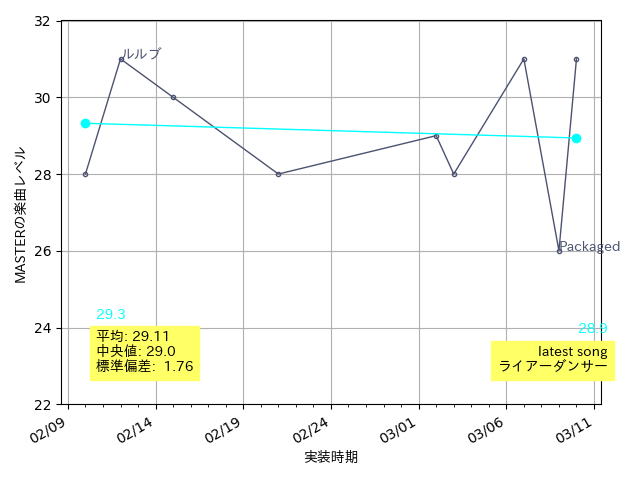 32
30
28
26
24
22
MASTERの楽曲レベル
ルルブ
Packaged
29.3
28.9
平均: 29.11
中央値: 29.0
標準偏差: 1.76
latest song
ライアーダンサー
02/09
02/14
02/19
02/24
03/01
03/06
03/11
実装時期